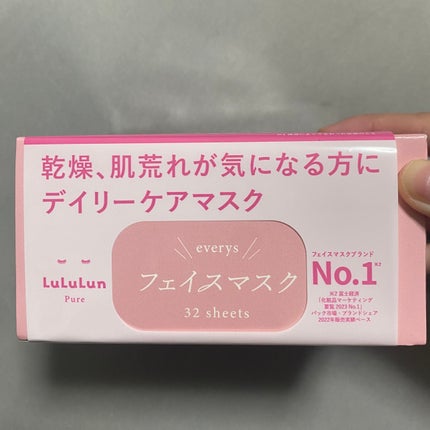 乾燥、肌荒れが気になる方に
デイリーケアマスク
everys
フェイスマスク
32 sheets
LuLuLun
Pure
フェイスマスクブランド
No.1※2
※2 富士経済
「化粧品マーケティング
要覧 2023 No.1」
パック市場・ブランドシェア
2022年販売実績ベース